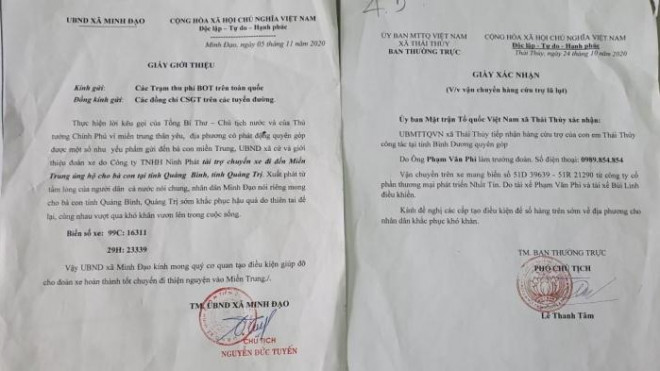 UBND XÃ MINH ĐẠO
CỘNG HÒA XÃ HỘI CHỦ NGHĨA VIỆT NAM
Độc lập - Tự do - Hạnh phúc
Minh Đạo, ngày 03 tháng 11 năm 2020
GIẤY GIỚI THIỆU
Kính gửi: Các Trạm thu phí BOT trên toàn quốc
Đồng kính gửi: Các đồng chí CSGT trên các tuyến đường.
Thực hiện lời kêu gọi của Tổng Bí Thư – Chủ tịch nước và của Thủ
tướng Chính Phủ vì miền trung thân yêu, địa phương có phát động quyên góp
được một số nhu yếu phẩm gửi đến bà con miền Trung, UBND xã cử và giới
thiệu đoàn xe do Công ty TNHH Ninh Phát tài trợ chuyến xe đi đến Miền
Trung ủng hộ cho bà con tại tỉnh Quảng Bình, tỉnh Quảng Trị. Xuất phát từ
tấm lòng của người dân cả nước nói chung, nhân dân Minh Đạo nói riêng mong
cho bà con tỉnh Quảng Bình, Quảng Trị sớm khắc phục hậu quả do thiên tai để
lại, cùng nhau vượt qua khó khăn vươn lên trong cuộc sống.
Biển số xe: 99C: 16311
29H: 23339
Vậy UBND xã Minh Đạo kính mong quý cơ quan tạo điều kiện giúp đỡ
cho đoàn xe hoàn thành tốt chuyến đi thiện nguyện vào Miền Trung./.
TM. UBND XÃ MINH ĐẠO
CHỦ TỊCH
NGUYỄN ĐỨC TUYẾN
ỦY BAN MTTQ VIỆT NAM
XÃ THÁI THỦY
BAN THƯỜNG TRỰC
CỘNG HÒA XÃ HỘI CHỦ NGHĨA VIỆT NAM
Độc lập - Tự do - Hạnh phúc
Thái Thủy, ngày 24 tháng 10 năm 2020
GIẤY XÁC NHẬN
(V/v vận chuyển hàng cứu trợ lũ lụt)
Ủy ban Mặt trận Tổ quốc Việt Nam xã Thái Thủy xác nhận:
UBMTTQVN xã Thái Thủy tiếp nhận hàng cứu trợ của con em Thái Thủy
công tác tại tỉnh Bình Dương quyên góp
Do Ông Phạm Văn Phi làm trưởng đoàn. Số điện thoại: 0989.854.854
Vận chuyển trên xe mang biển số 51D 39639 - 51R 21290 từ công ty cổ
phần thương mại phát triển Nhất Tín. Do tài xế Phạm Văn Phi và tài xế Bùi Linh
điều khiển.
Kính đề nghị các cấp tạo điều kiện để số hàng trên sớm về địa phương cho
nhân dân khắc phục khó khăn.
TM. BAN THƯỜNG TRỰC
PHÓ CHỦ TỊCH
Lê Thanh Tâm